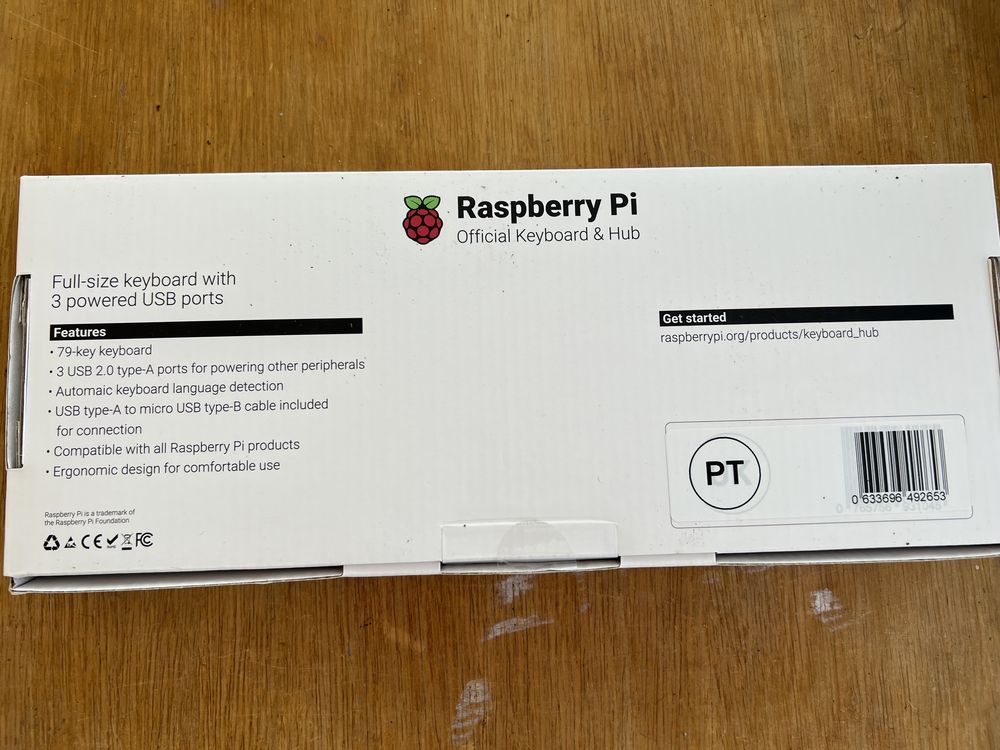 Raspberry Pi
Official Keyboard & Hub
Full-size keyboard with
3 powered USB ports
Features
• 79-key keyboard
• 3 USB 2.0 type-A ports for powering other peripherals
• Automaic keyboard language detection
• USB type-A to micro USB type-B cable included
for connection
• Compatible with all Raspberry Pi products
• Ergonomic design for comfortable use
Raspberry Pi is a trademark of
the Raspberry Pi Foundation
CE FC
Get started
raspberrypi.org/products/keyboard_hub
PT
0 633696 492653